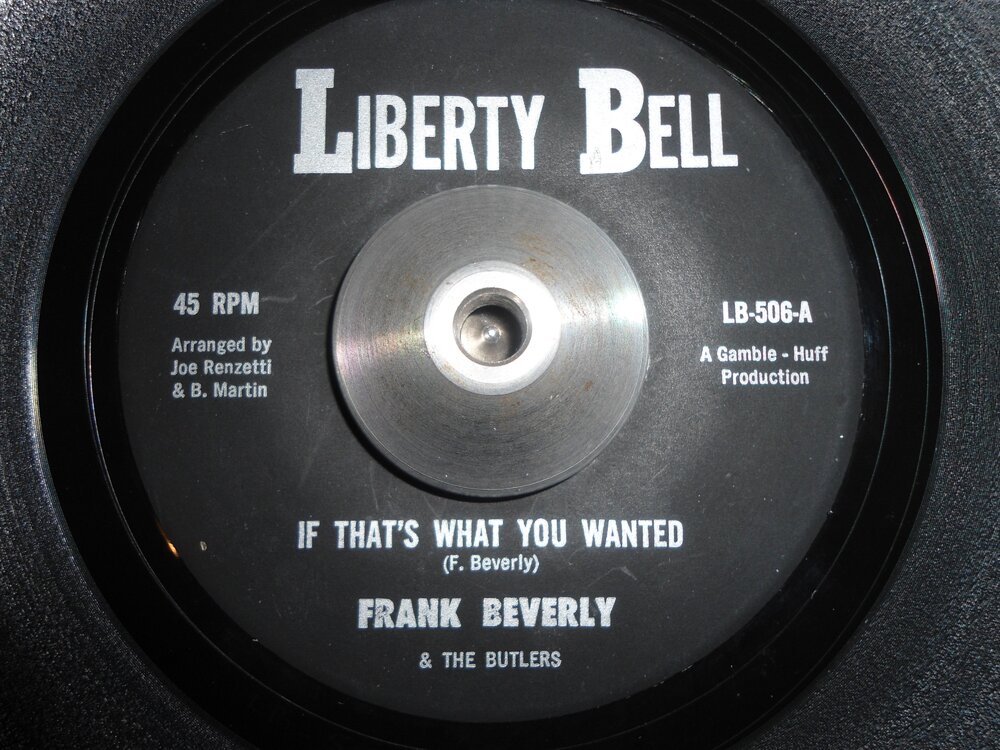 LIBERTY BELL
45 RPM
Arranged by
Joe Renzetti
& B. Martin
LB-506-A
A Gamble - Huff
Production
IF THAT'S WHAT YOU WANTED
(F. Beverly)
FRANK BEVERLY
& THE BUTLERS